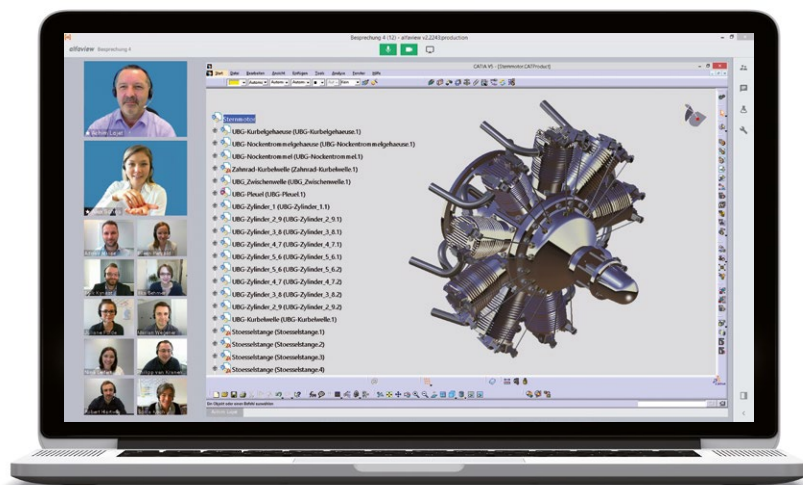 Besprechung 4 (12) - alfaview v2.2243:production
alfaview Besprechung 4
CATIA V5 - [Sternmotor.CATProduct]
Start Datei Bearbeiten Ansicht Einfügen Tools Analyse Fenster Hilfe
Sternmotor
UBG-Kurbelgehaeuse (UBG-Kurbelgehaeuse.1)
UBG-Nockentrommelgehaeuse (UBG-Nockentrommelgehaeuse.1)
UBG-Nockentrommel (UBG-Nockentrommel.1)
Zahnrad-Kurbelwelle (Zahnrad-Kurbelwelle.1)
UBG_Zwischenwelle (UBG_Zwischenwelle.1)
UBG-Pleuel (UBG-Pleuel.1)
UBG-Zylinder_1 (UBG-Zylinder_1.1)
UBG-Zylinder_2_9 (UBG-Zylinder_2_9.1)
UBG-Zylinder_3_8 (UBG-Zylinder_3_8.1)
UBG-Zylinder_4_7 (UBG-Zylinder_4_7.1)
UBG-Zylinder_5_6 (UBG-Zylinder_5_6.1)
UBG-Zylinder_5_6 (UBG-Zylinder_5_6.2)
UBG-Zylinder_4_7 (UBG-Zylinder_4_7.2)
UBG-Zylinder_3_8 (UBG-Zylinder_3_8.2)
UBG-Zylinder_2_9 (UBG-Zylinder_2_9.2)
UBG-Kurbelwelle (UBG-Kurbelwelle.1)
Stoesselstange (Stoesselstange.1)
Stoesselstange (Stoesselstange.2)
Stoesselstange (Stoesselstange.3)
Stoesselstange (Stoesselstange.4)
Ein Objekt oder einen Befehl auswählen